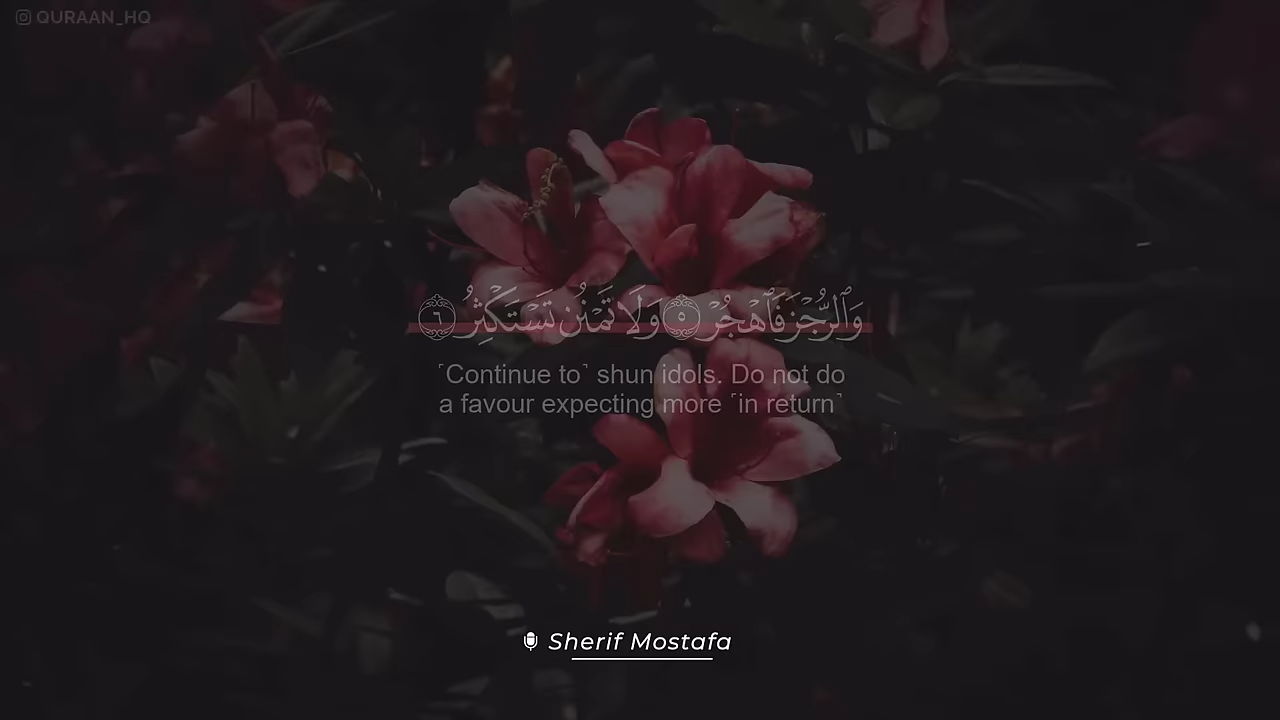 QURAAN_HQ
وَٱلرُّجْزَ فَٱهْجُرْ ٥ وَلَا تَمْنُن تَسْتَكْثِرُ ٦
˹Continue to˺ shun idols. Do not do
a favour expecting more ˹in return˺
Sherif Mostafa